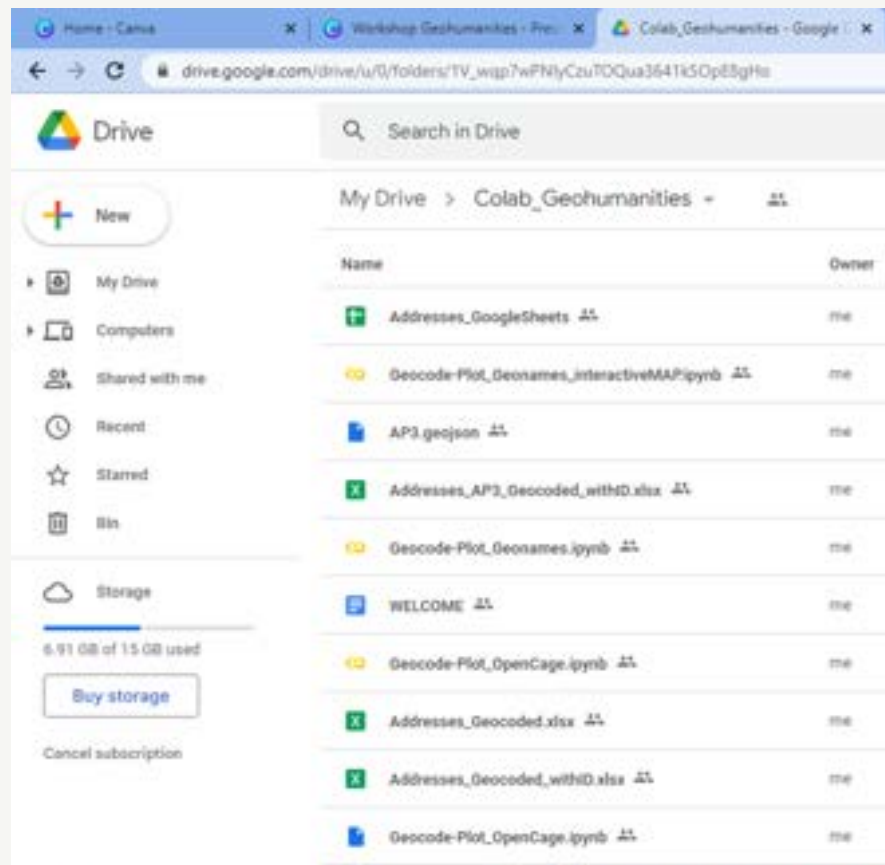 Home - Canva
Workshop Geohumanities - Pre
Colab_Geohumanities - Google
drive.google.com/drive/u/0/folders/
Drive
Search in Drive
New
My Drive
Computers
Shared with me
Recent
Starred
Bin
Storage
6.91 GB of 15 GB used
Buy storage
Cancel subscription
My Drive > Colab_Geohumanities
Name Owner
Addresses_GoogleSheets me
Geocode-Plot_Geonames_interactiveMAP.ipynb me
AP3.geojson me
Addresses_AP3_Geocoded_withID.xlsx me
Geocode-Plot_Geonames.ipynb me
WELCOME me
Geocode-Plot_OpenCage.ipynb me
Addresses_Geocoded.xlsx me
Addresses_Geocoded_withID.xlsx me
Geocode-Plot_OpenCage.ipynb me